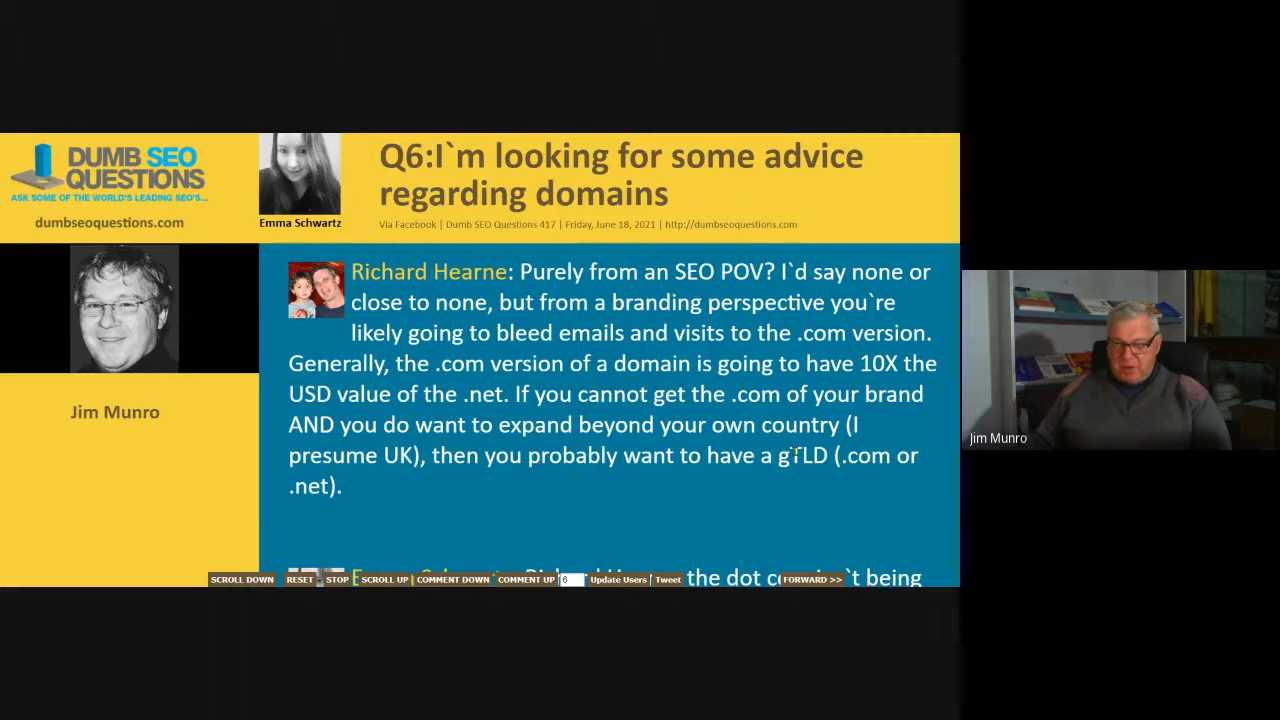 DUMB SEO
QUESTIONS
ASK SOME OF THE WORLD'S LEADING SEO'S...
dumbseoquestions.com
Emma Schwartz
Q6:I`m looking for some advice
regarding domains
Via Facebook | Dumb SEO Questions 417 | Friday, June 18, 2021 | http://dumbseoquestions.com
Jim Munro
Richard Hearne: Purely from an SEO POV? I`d say none or
close to none, but from a branding perspective you`re
likely going to bleed emails and visits to the .com version.
Generally, the .com version of a domain is going to have 10X the
USD value of the .net. If you cannot get the .com of your brand
AND you do want to expand beyond your own country (I
presume UK), then you probably want to have a gTLD (.com or
.net).
the dot
being
SCROLL DOWN RESET STOP SCROLL UP COMMENT DOWN COMMENT UP 6 Update Users Tweet FORWARD >>
Jim Munro